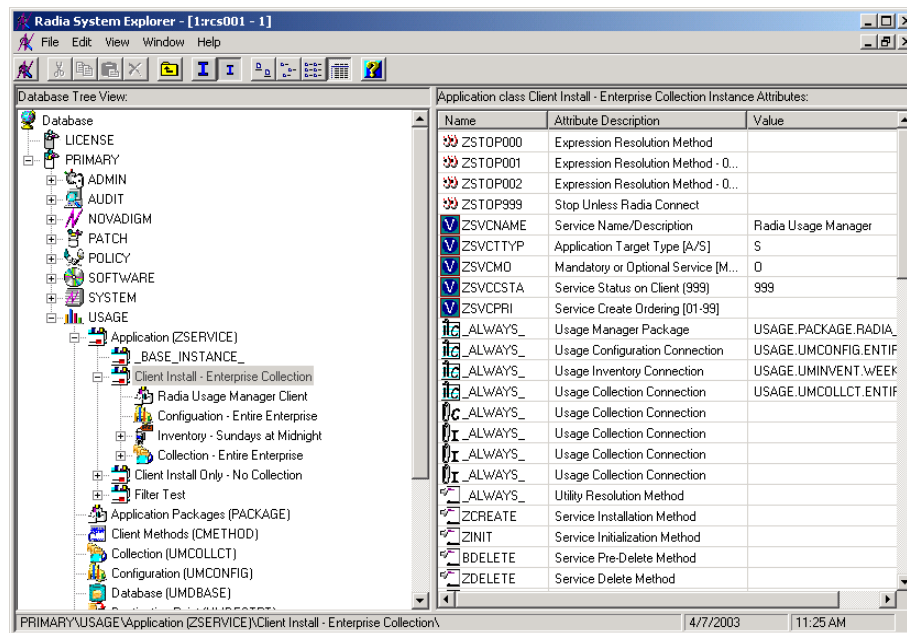 Radia System Explorer - [1:rcs001 - 1]
File Edit View Window Help
Database Tree View:
Application class Client Install - Enterprise Collection Instance Attributes:
Database
LICENSE
PRIMARY
ADMIN
AUDIT
NOVADIGM
PATCH
POLICY
SOFTWARE
SYSTEM
USAGE
Application (ZSERVICE)
_BASE_INSTANCE_
Client Install - Enterprise Collection
Radia Usage Manager Client
Configuation - Entire Enterprise
Inventory - Sundays at Midnight
Collection - Entire Enterprise
Client Install Only - No Collection
Filter Test
Application Packages (PACKAGE)
Client Methods (CMETHOD)
Collection (UMCOLLCT)
Configuration (UMCONFIG)
Database (UMDBASE)
Name Attribute Description Value
ZSTOP000 Expression Resolution Method
ZSTOP001 Expression Resolution Method - 0...
ZSTOP002 Expression Resolution Method - 0...
ZSTOP999 Stop Unless Radia Connect
ZSVCNAME Service Name/Description Radia Usage Manager
ZSVCTTYP Application Target Type [A/S] S
ZSVCMO Mandatory or Optional Service [M... O
ZSVCCSTA Service Status on Client (999) 999
ZSVCPRI Service Create Ordering [01-99]
_ALWAYS_ Usage Manager Package USAGE.PACKAGE.RADIA_
_ALWAYS_ Usage Configuration Connection USAGE.UMCONFIG.ENTIF
_ALWAYS_ Usage Inventory Connection USAGE.UMINVENT.WEEK
_ALWAYS_ Usage Collection Connection USAGE.UMCOLLCT.ENTIF
_ALWAYS_ Usage Collection Connection
_ALWAYS_ Usage Collection Connection
_ALWAYS_ Usage Collection Connection
_ALWAYS_ Usage Collection Connection
_ALWAYS_ Utility Resolution Method
ZCREATE Service Installation Method
ZINIT Service Initialization Method
BDELETE Service Pre-Delete Method
ZDELETE Service Delete Method
PRIMARY\USAGE\Application (ZSERVICE)\Client Install - Enterprise Collection\ 4/7/2003 11:25 AM